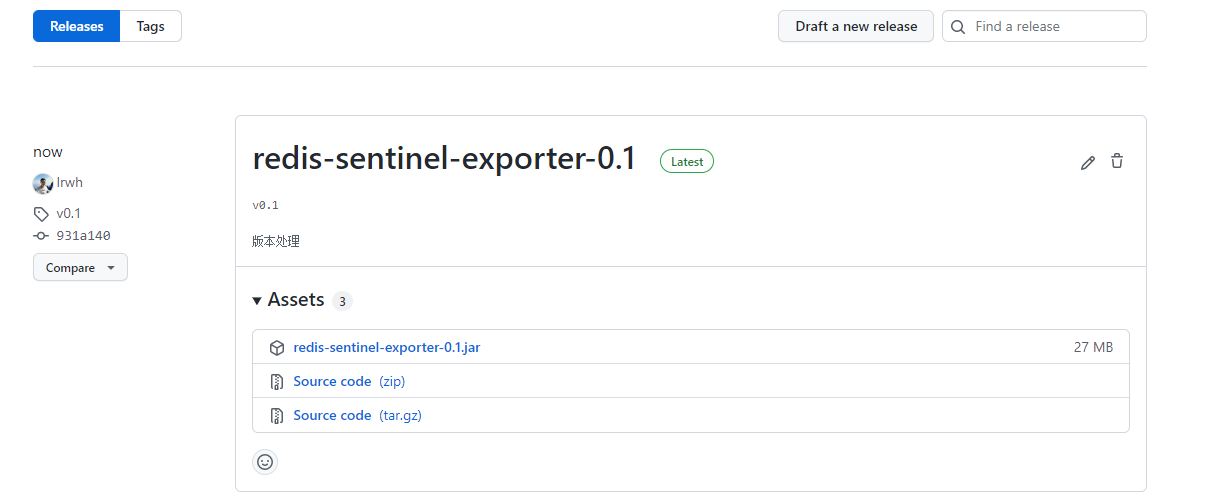 Releases Tags Draft a new release Find a release
now
lrwh
v0.1
931a140
Compare
redis-sentinel-exporter-0.1 Latest
v0.1
版本处理
Assets 3
redis-sentinel-exporter-0.1.jar 27 MB
Source code (zip)
Source code (tar.gz)